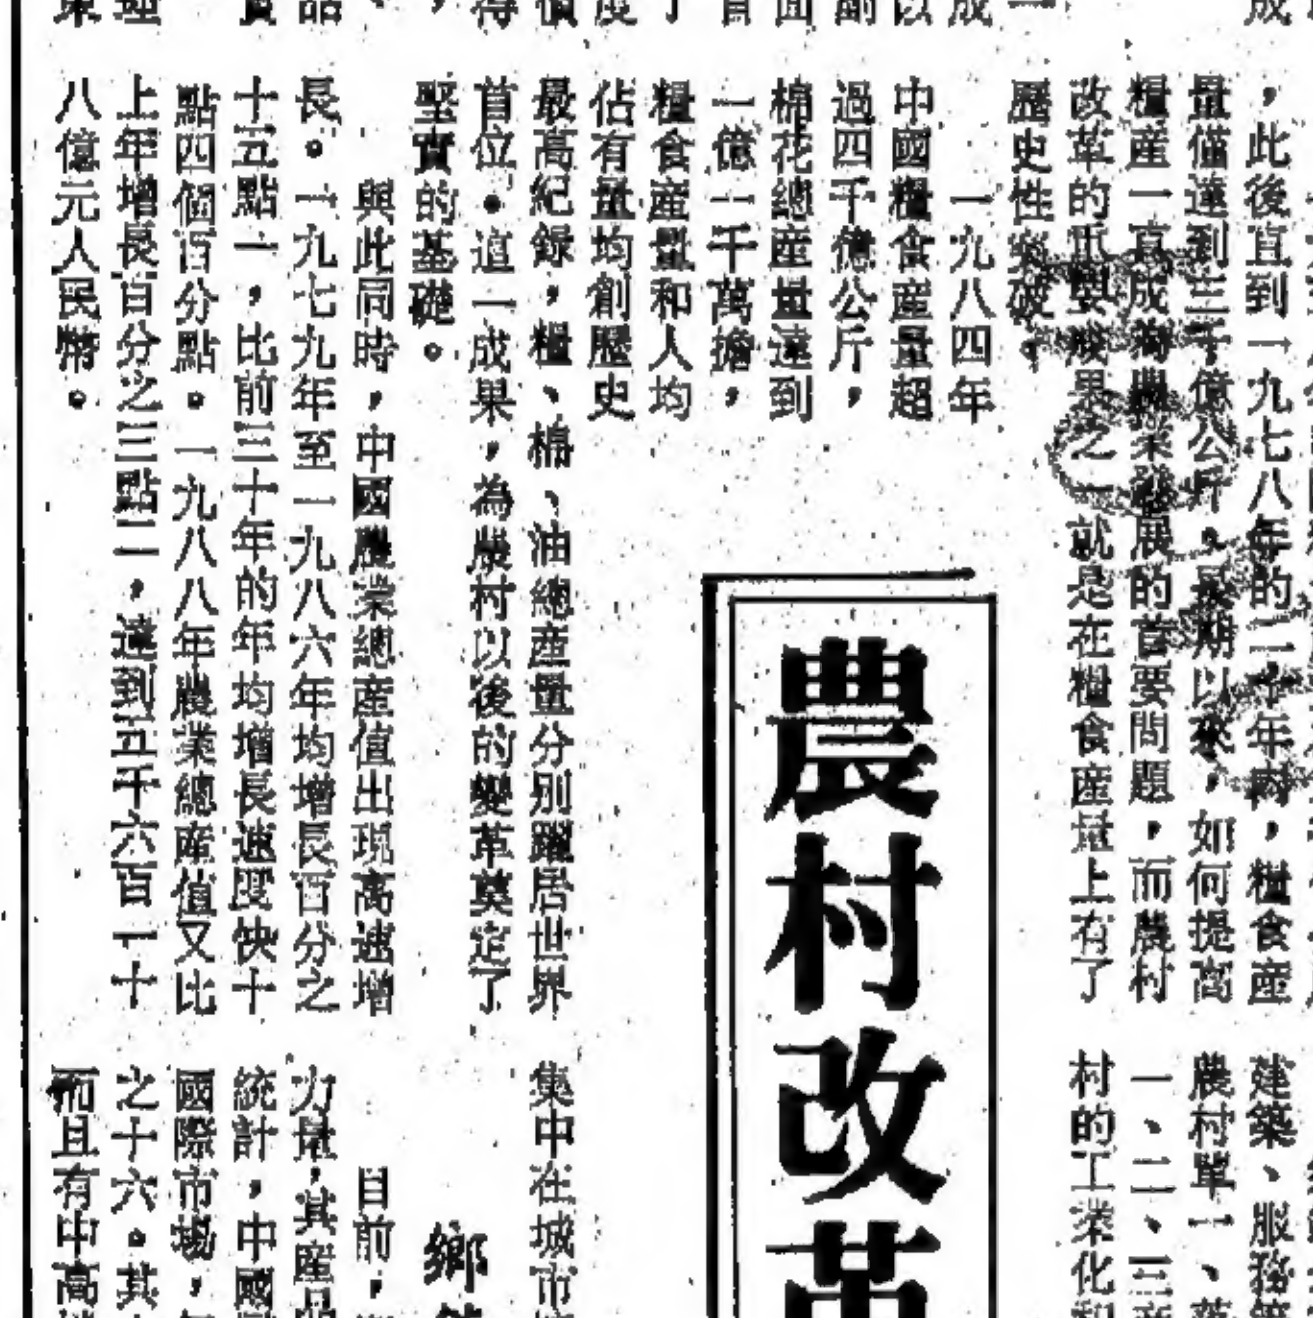 ，此後直到一九七八年的二十年時，糧食產
量僅達到三千億公斤。長期以來，如何提高
糧產一直成為農業發展的首要問題，而農村
改革的重要成果之一就是在糧食產量上有了
歷史性突破。
一九八四年
中國糧食産量超
過四千億公斤，
棉花總產量達到
一億二千萬擔，
糧食産量和人均
佔有量均創歷史
最高紀録，糧、棉、油總產量分別躍居世界
首位。這一成果，為農村以後的變革奠定了
堅實的基礎。
與此同時，中國農業總產值出現高速增
長。一九七九年至一九八六年均增長百分之
十五點一，比前三十年的年均增長速度快十
點四個百分點。一九八八年農業總產值又比
上年增長百分之三點二，達到五千六百一十
八億元人民幣。
農村改革
建築、服務
農村單一、
一、二、三產
村的工業化和
集中在城市
鄉
目前，
力量，其產品
統計，中國
國際市場，
之十六。其
而且有中高